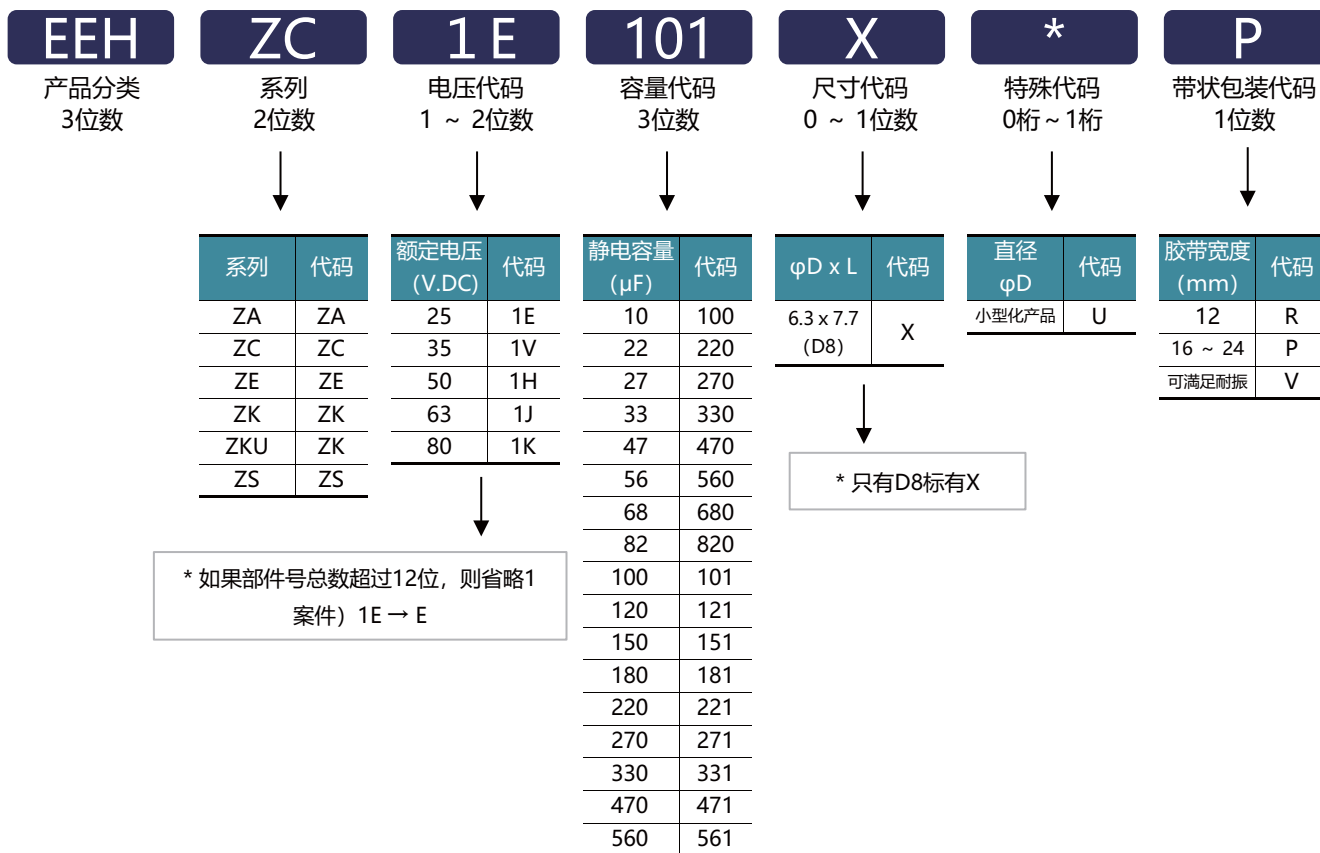 EEH ZC 1E 101 X * P
产品分类 系列 电压代码 容量代码 尺寸代码 特殊代码 带状包装代码
3位数 2位数 1 ~ 2位数 3位数 0 ~ 1位数 0桁~1桁 1位数
系列 代码
ZA ZA
ZC ZC
ZE ZE
ZK ZK
ZKU ZK
ZS ZS
额定电压
(V.DC) 代码
25 1E
35 1V
50 1H
63 1J
80 1K
* 如果部件号总数超过12位，则省略1
案件）1E → E
静电容量
(μF) 代码
10 100
22 220
27 270
33 330
47 470
56 560
68 680
82 820
100 101
120 121
150 151
180 181
220 221
270 271
330 331
470 471
560 561
φD x L 代码
6.3 x 7.7
(D8) X
* 只有D8标有X
直径
φD 代码
小型化产品 U
胶带宽度
(mm) 代码
12 R
16 ~ 24 P
可满足耐振 V